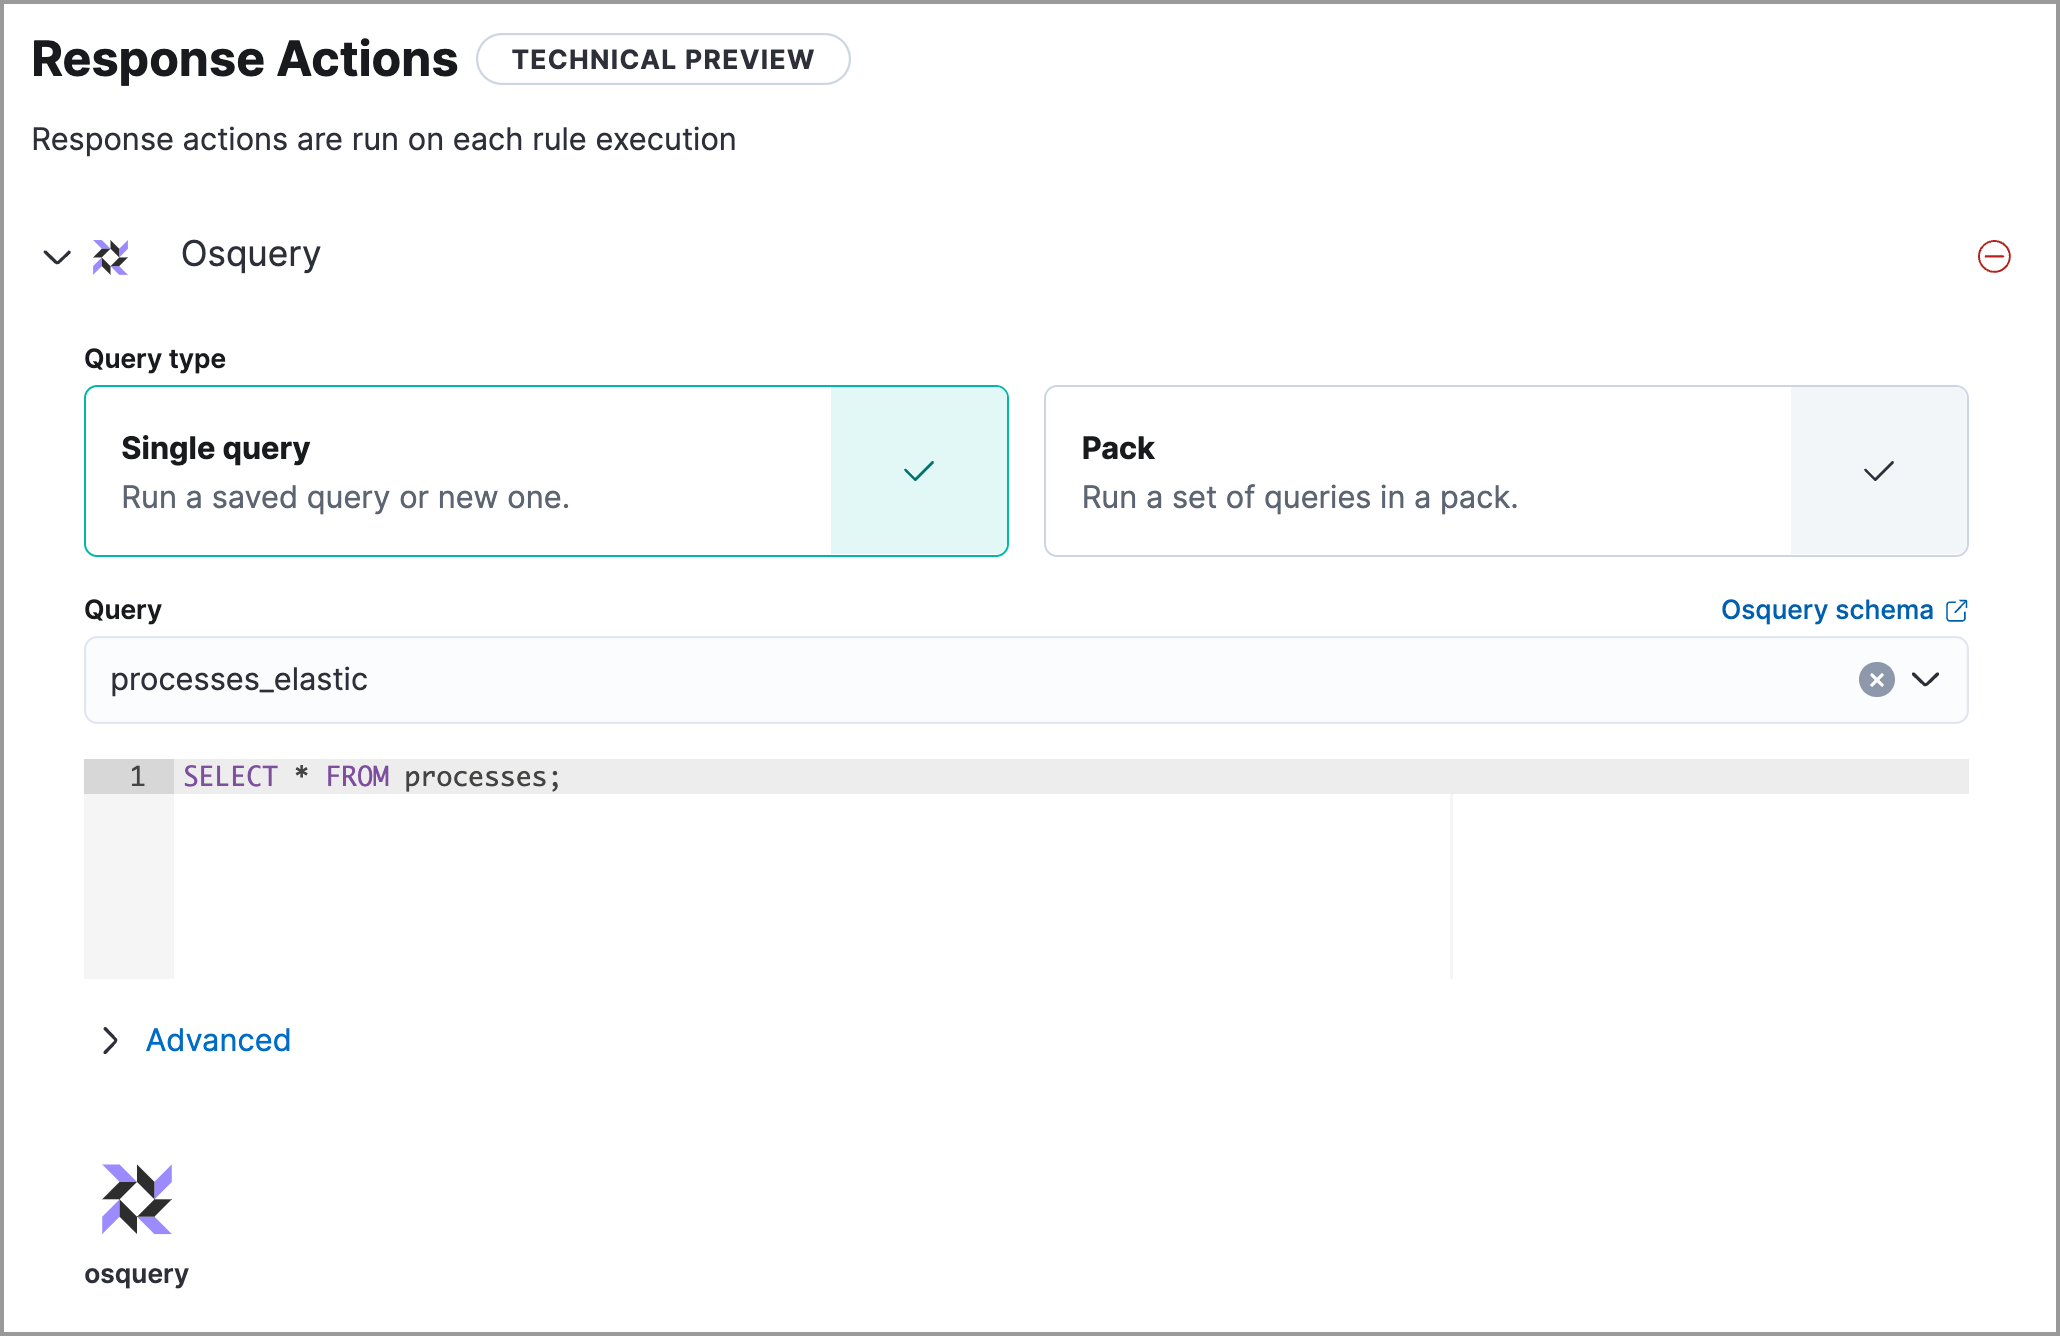 Response Actions TECHNICAL PREVIEW
Response actions are run on each rule execution
Osquery
Query type
Single query
Run a saved query or new one.
Pack
Run a set of queries in a pack.
Query
Osquery schema
processes_elastic
1 SELECT * FROM processes;
Advanced
osquery